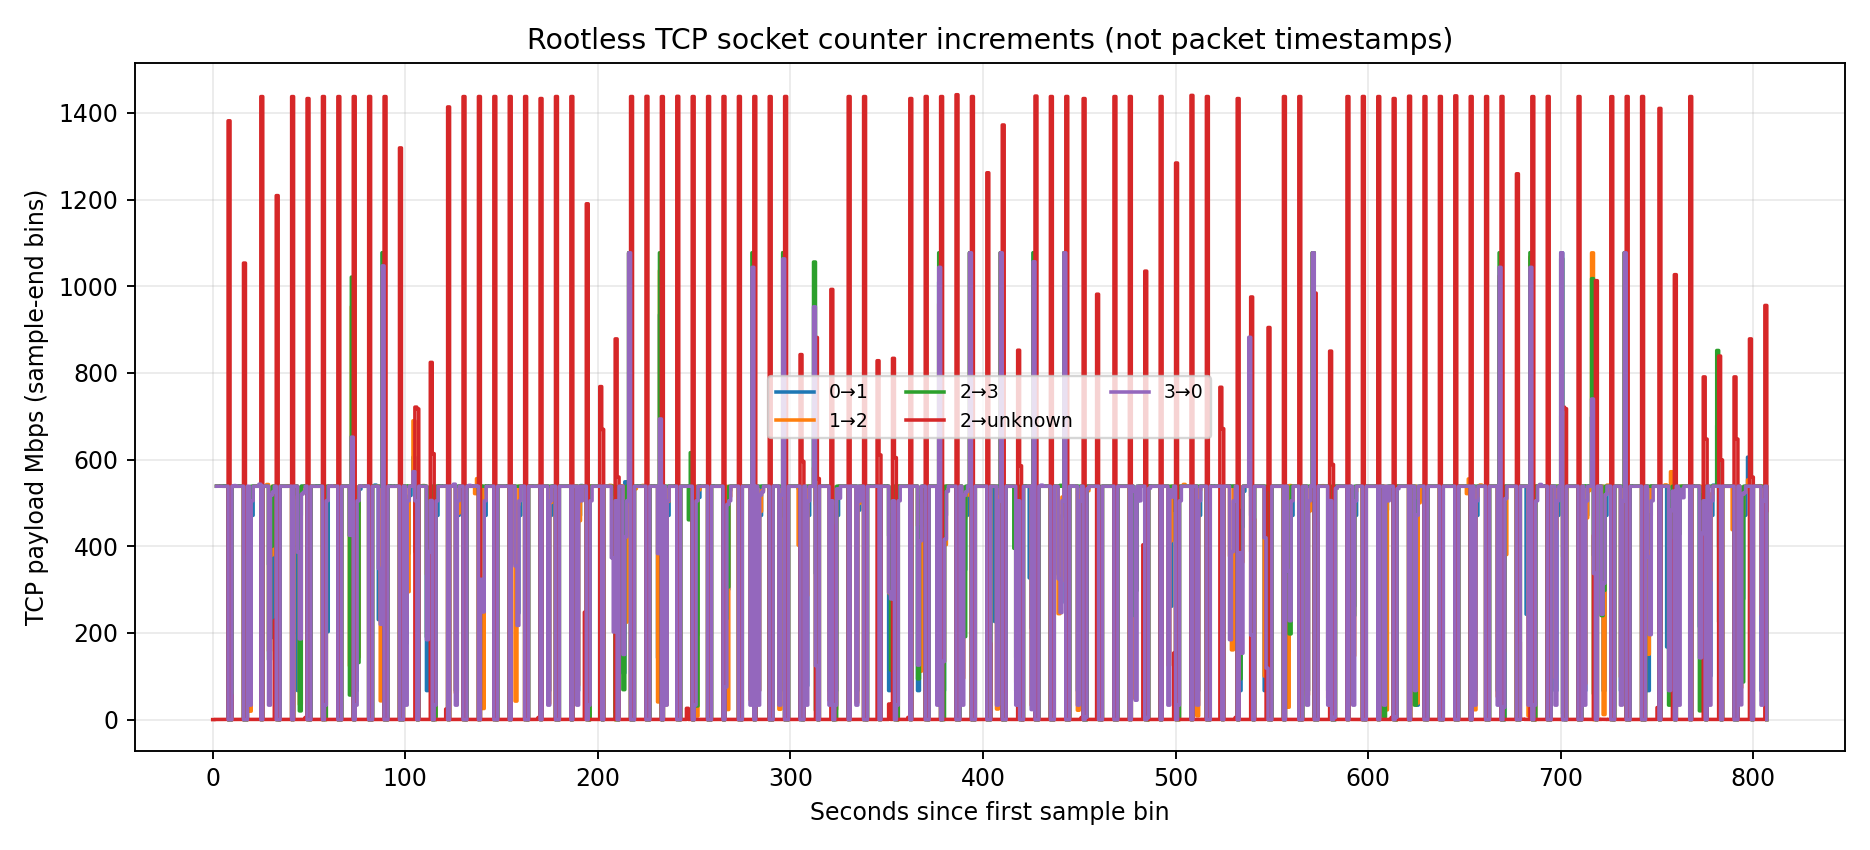 Rootless TCP socket counter increments (not packet timestamps)
TCP payload Mbps (sample-end bins)
1400
1200
1000
800
600
400
200
0
0→1 2→3 3→0
1→2 2→unknown
0 100 200 300 400 500 600 700 800
Seconds since first sample bin